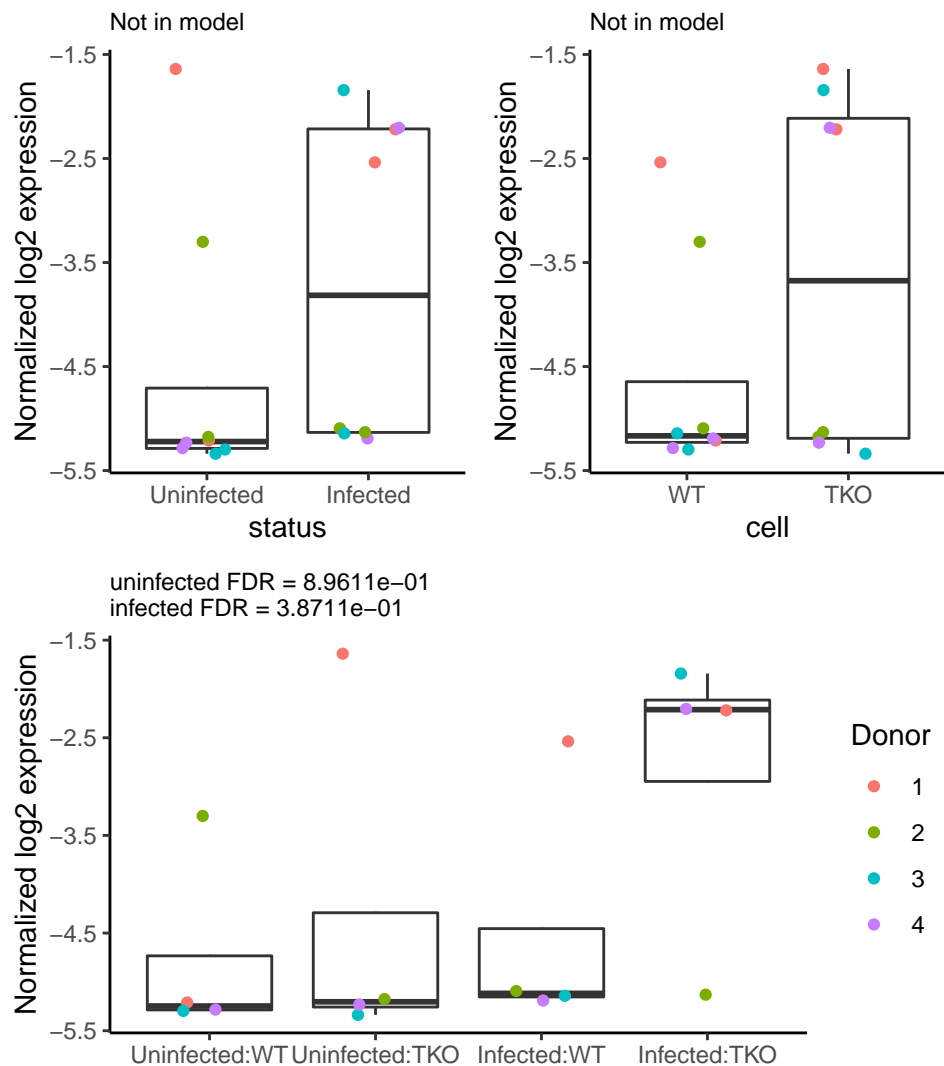 Not in model
Normalized log2 expression
−1.5
−2.5
−3.5
−4.5
−5.5
Uninfected Infected
status
Not in model
Normalized log2 expression
−1.5
−2.5
−3.5
−4.5
−5.5
WT TKO
cell
uninfected FDR = 8.9611e−01
infected FDR = 3.8711e−01
Normalized log2 expression
−1.5
−2.5
−3.5
−4.5
−5.5
Uninfected:WT Uninfected:TKO Infected:WT Infected:TKO
Donor
1
2
3
4